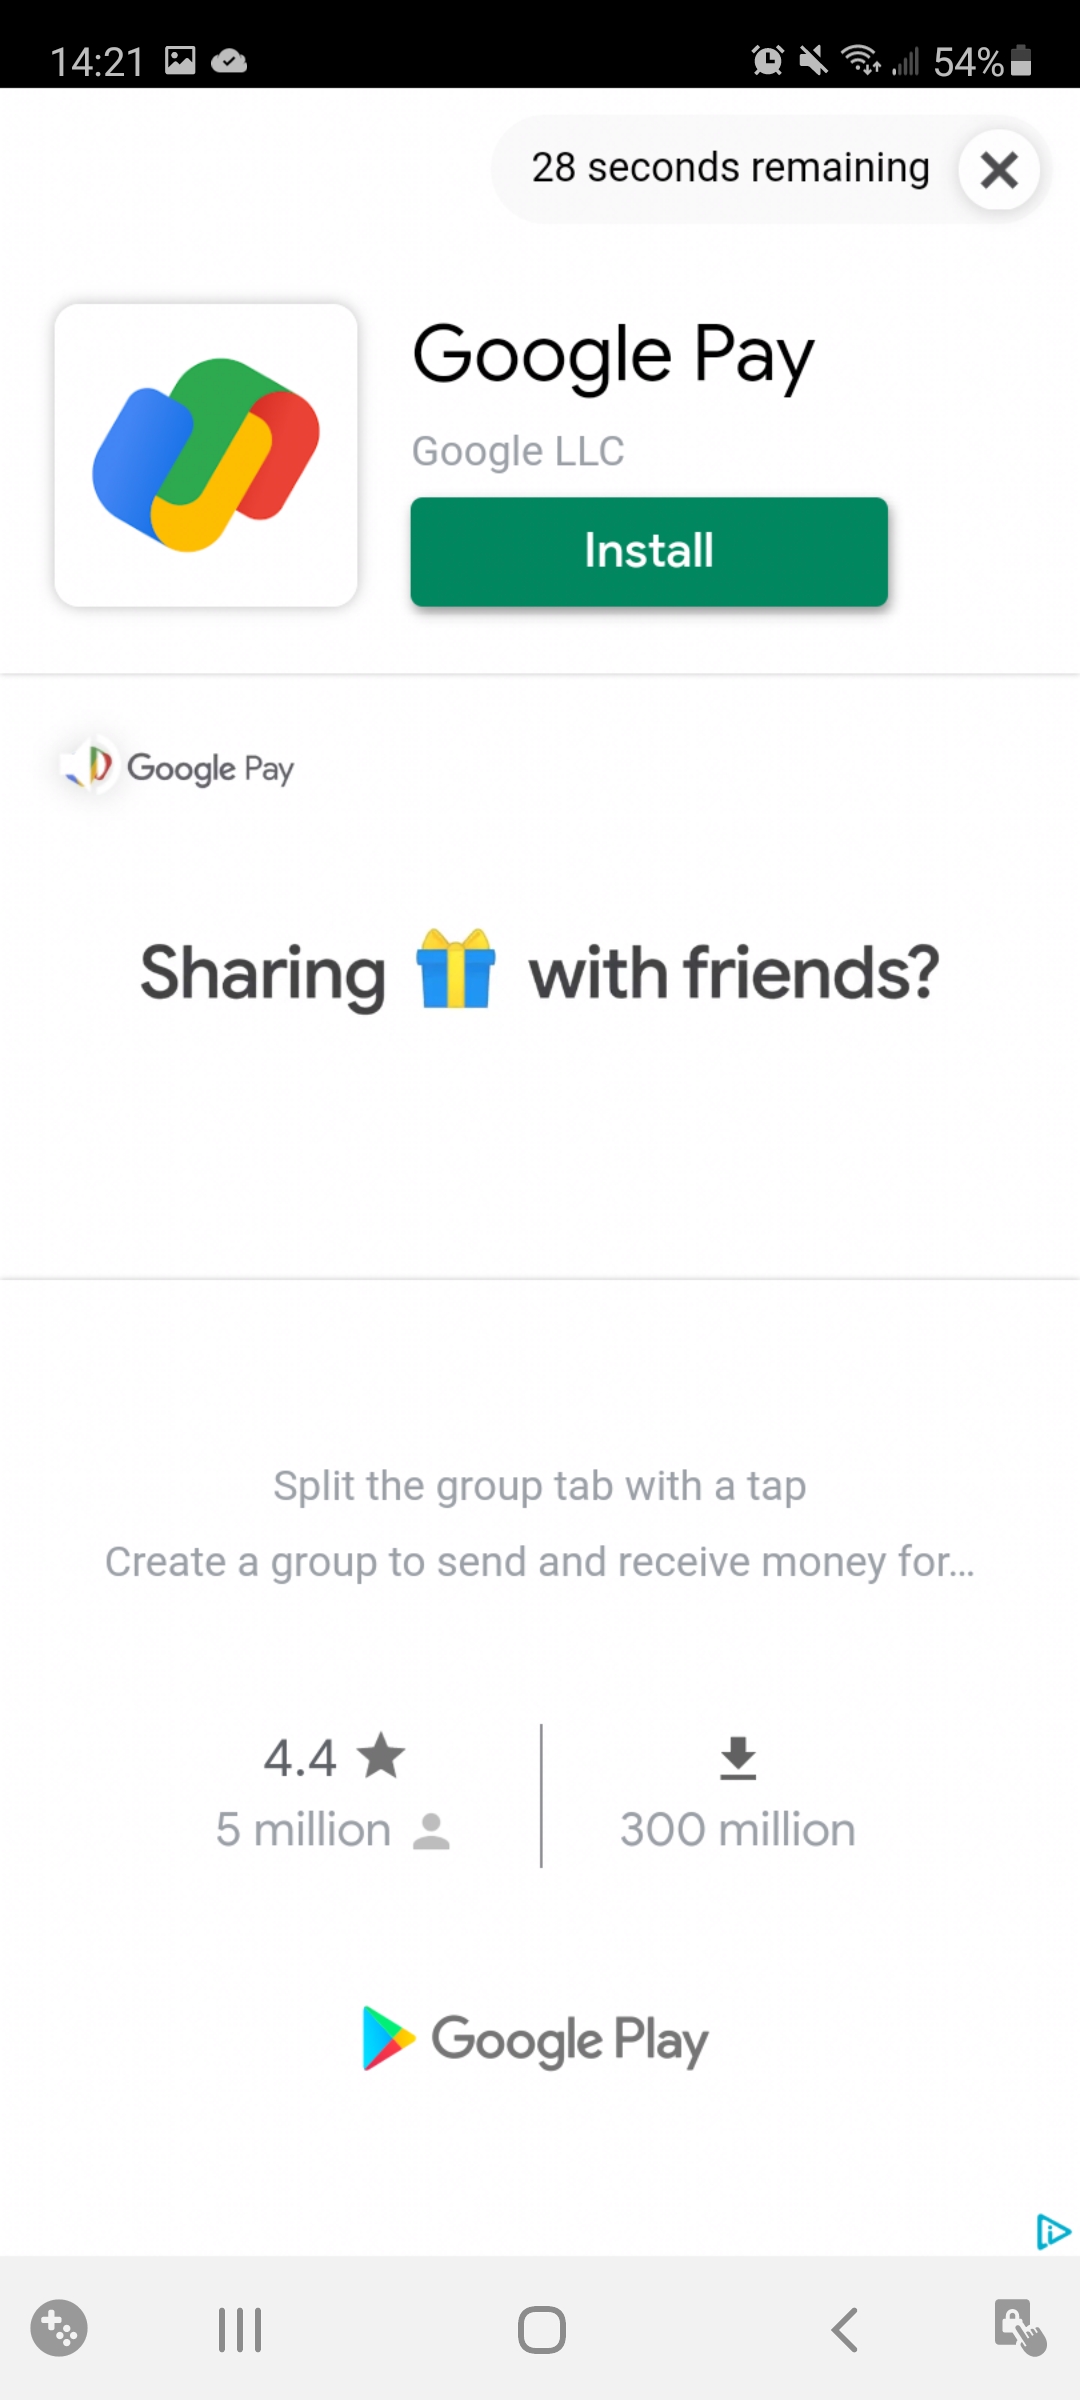 14:21
54%
28 seconds remaining
Google Pay
Google LLC
Install
Google Pay
Sharing with friends?
Split the group tab with a tap
Create a group to send and receive money for...
4.4
5 million
300 million
Google Play